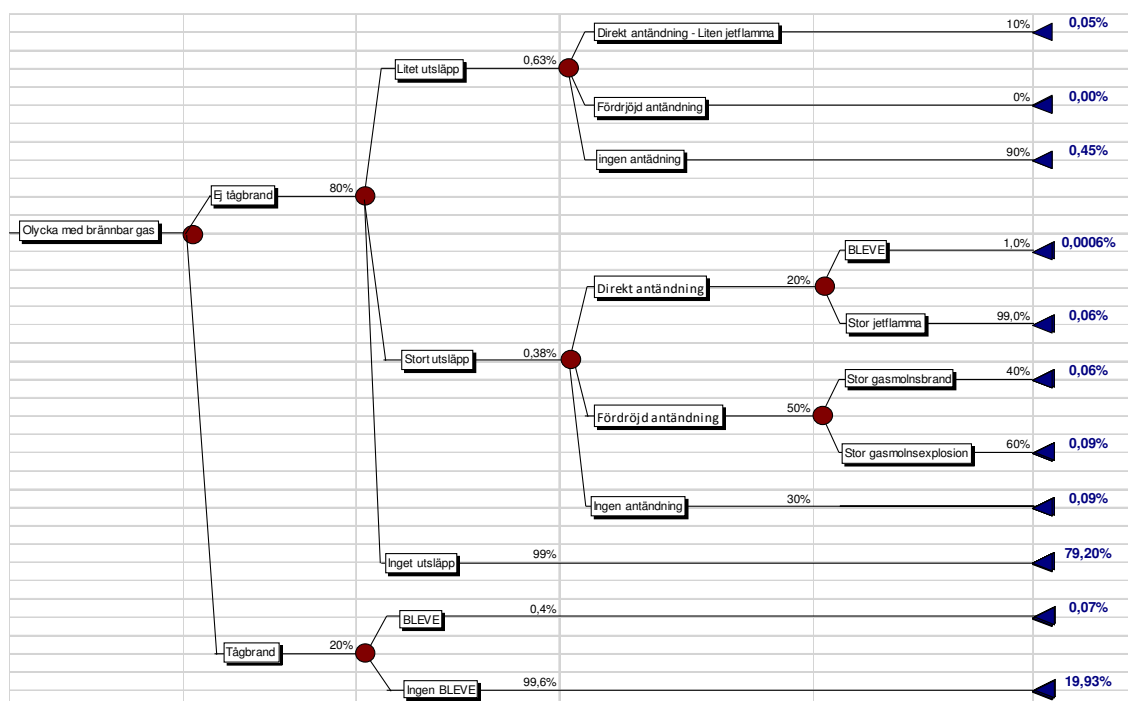 Direkt antändning - Liten jetflamma 10% 0,05%
Litet utsläpp 0,63%
Fördrjöjd antändning 0% 0,00%
ingen antädning 90% 0,45%
Ej tågbrand 80%
Olycka med brännbar gas
BLEVE 1,0% 0,0006%
Direkt antändning 20%
Stor jetflamma 99,0% 0,06%
Stort utsläpp 0,38%
Stor gasmolnsbrand 40% 0,06%
Fördröjd antändning 50%
Stor gasmolnsexplosion 60% 0,09%
Ingen antändning 30% 0,09%
Inget utsläpp 99% 79,20%
BLEVE 0,4% 0,07%
Tågbrand 20%
Ingen BLEVE 99,6% 19,93%